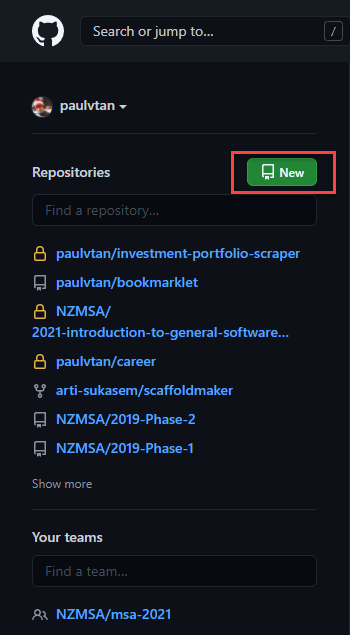 Search or jump to...
/
paulvtan
Repositories
New
Find a repository...
paulvtan/investment-portfolio-scraper
paulvtan/bookmarklet
NZMSA/
2021-introduction-to-general-software...
paulvtan/career
arti-sukasem/scaffoldmaker
NZMSA/2019-Phase-2
NZMSA/2019-Phase-1
Show more
Your teams
Find a team...
NZMSA/msa-2021